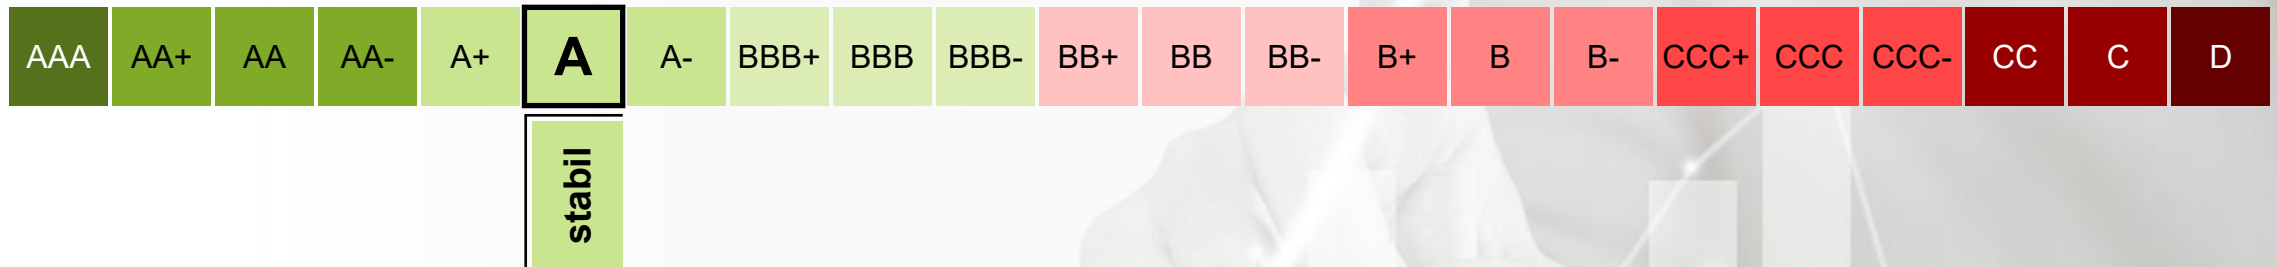 AAA AA+ AA AA- A+ A A- BBB+ BBB BBB- BB+ BB BB- B+ B B- CCC+ CCC CCC- CC C D
stabil